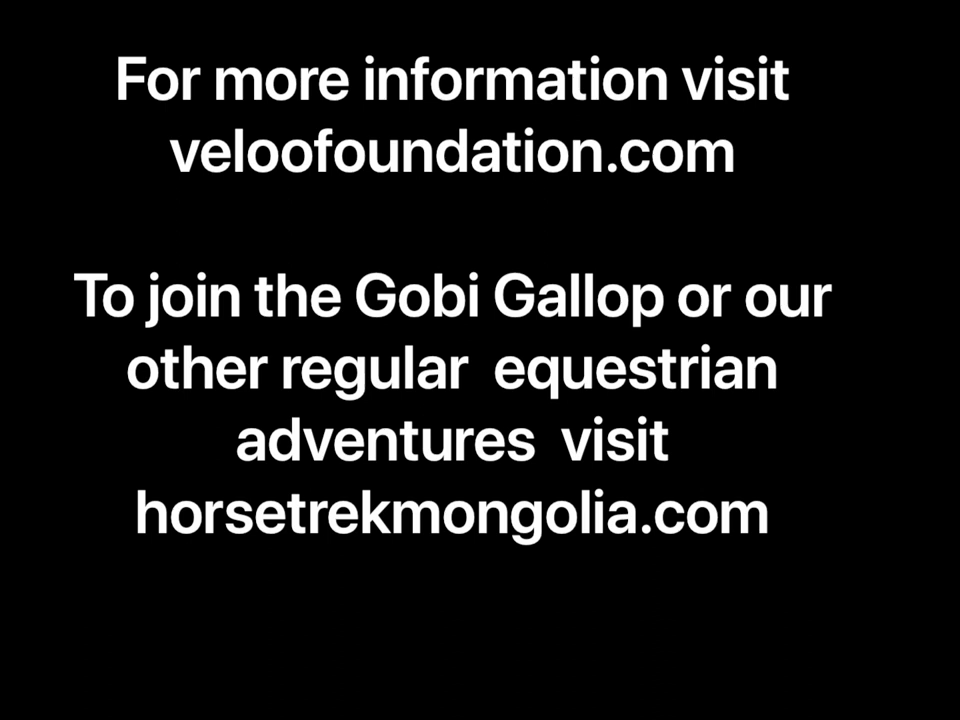 For more information visit
veloofoundation.com
To join the Gobi Gallop or our
other regular  equestrian
adventures  visit
horsetrekmongolia.com